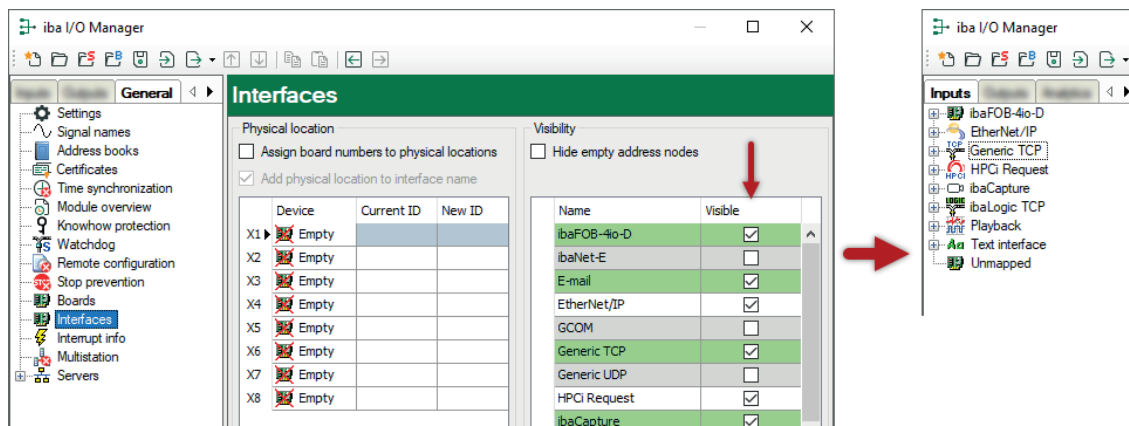 iba I/O Manager
General
Settings
Signal names
Address books
Certificates
Time synchronization
Module overview
Knowhow protection
Watchdog
Remote configuration
Stop prevention
Boards
Interfaces
Interrupt info
Multistation
Servers
Interfaces
Physical location
Assign board numbers to physical locations
Add physical location to interface name
Device Current ID New ID
X1 Empty
X2 Empty
X3 Empty
X4 Empty
X5 Empty
X6 Empty
X7 Empty
X8 Empty
Visibility
Hide empty address nodes
Name Visible
ibaFOB-4io-D
ibaNet-E
E-mail
EtherNet/IP
GCOM
Generic TCP
Generic UDP
HPCi Request
ibaCapture
iba I/O Manager
Inputs
ibaFOB-4io-D
EtherNet/IP
TCP Generic TCP
HPCi HPCi Request
ibaCapture
LOGIC ibaLogic TCP
Playback
Aa Text interface
Unmapped